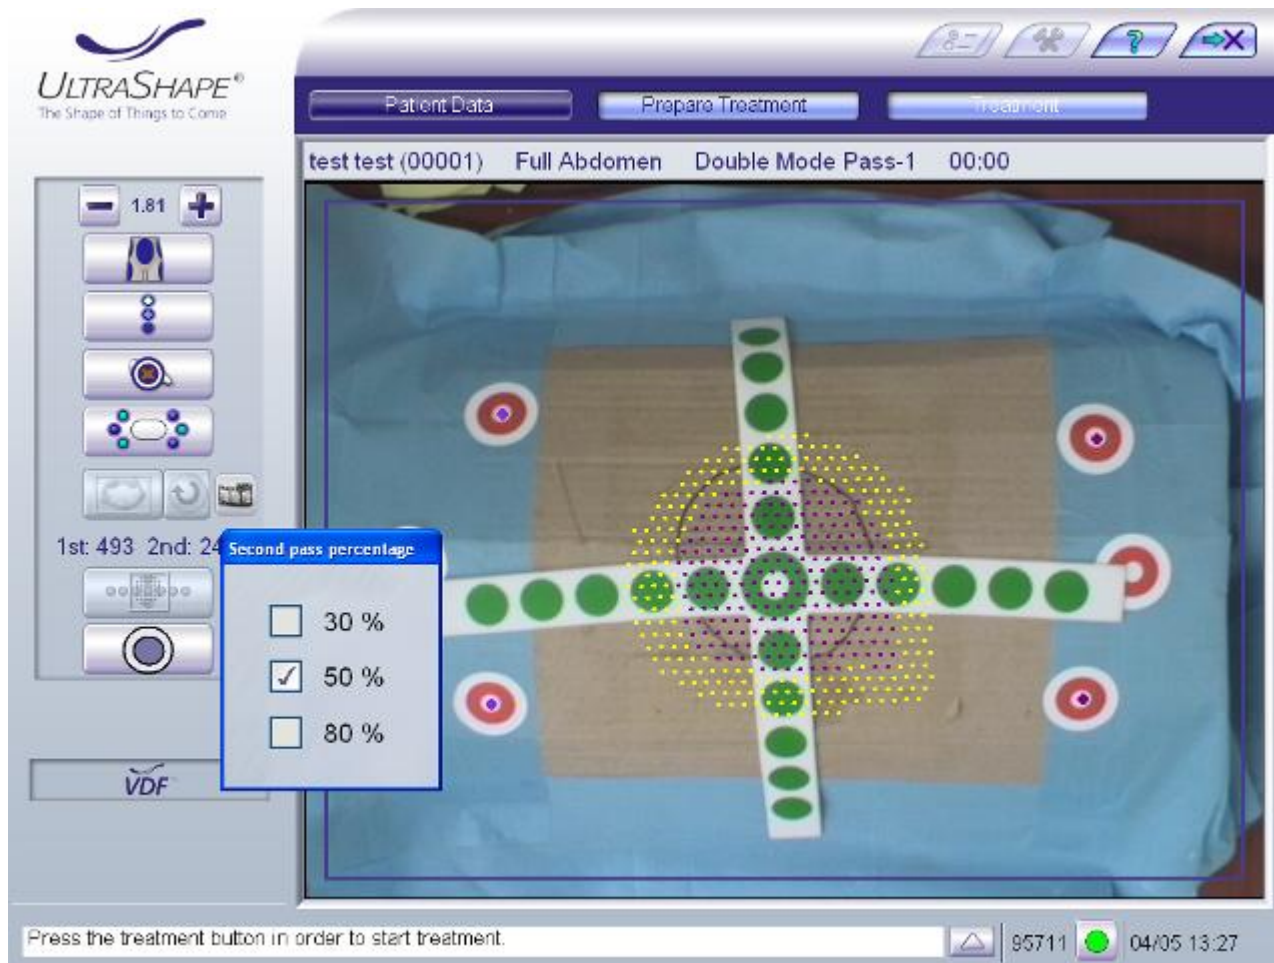 ULTRASHAPE®
The Shape of Things to Come
Patient Data
Prepare Treatment
Treatment
test test (00001) Full Abdomen Double Mode Pass-1 00:00
1.81
1st: 493 2nd:
Second pass percentage
30 %
50 %
80 %
VDF
Press the treatment button in order to start treatment.
95711
04/05 13:27